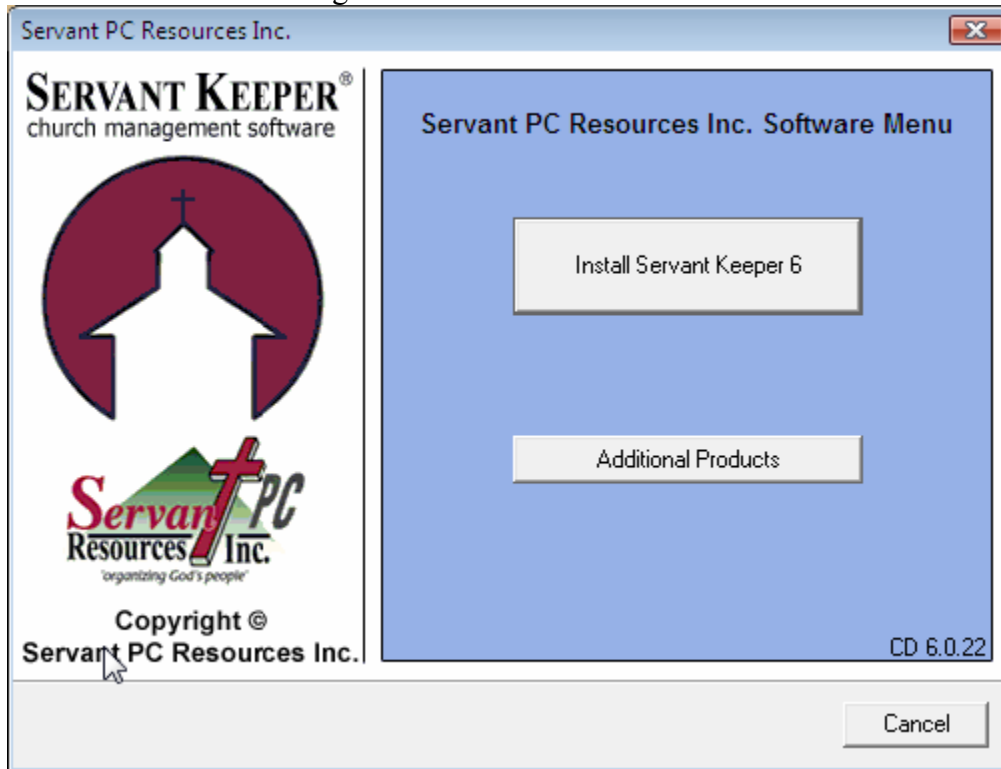 Servant PC Resources Inc.
SERVANT KEEPER®
church management software
Servant PC
Resources Inc.
"organizing God's people"
Copyright ©
Servant PC Resources Inc.
Servant PC Resources Inc. Software Menu
Install Servant Keeper 6
Additional Products
CD 6.0.22
Cancel